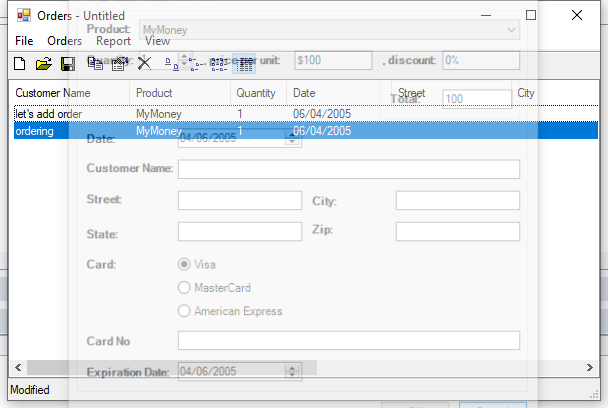 Orders - Untitled
Product: MyMoney
File Orders Report View
price per unit: $100 , discount: 0%
Customer Name Product Quantity Date Street City
Total: 100
let's add order MyMoney 1 06/04/2005
ordering MyMoney 1 06/04/2005
Date: 04/06/2005
Customer Name:
Street: City:
State: Zip:
Card: Visa
MasterCard
American Express
Card No
Expiration Date: 04/06/2005
Modified